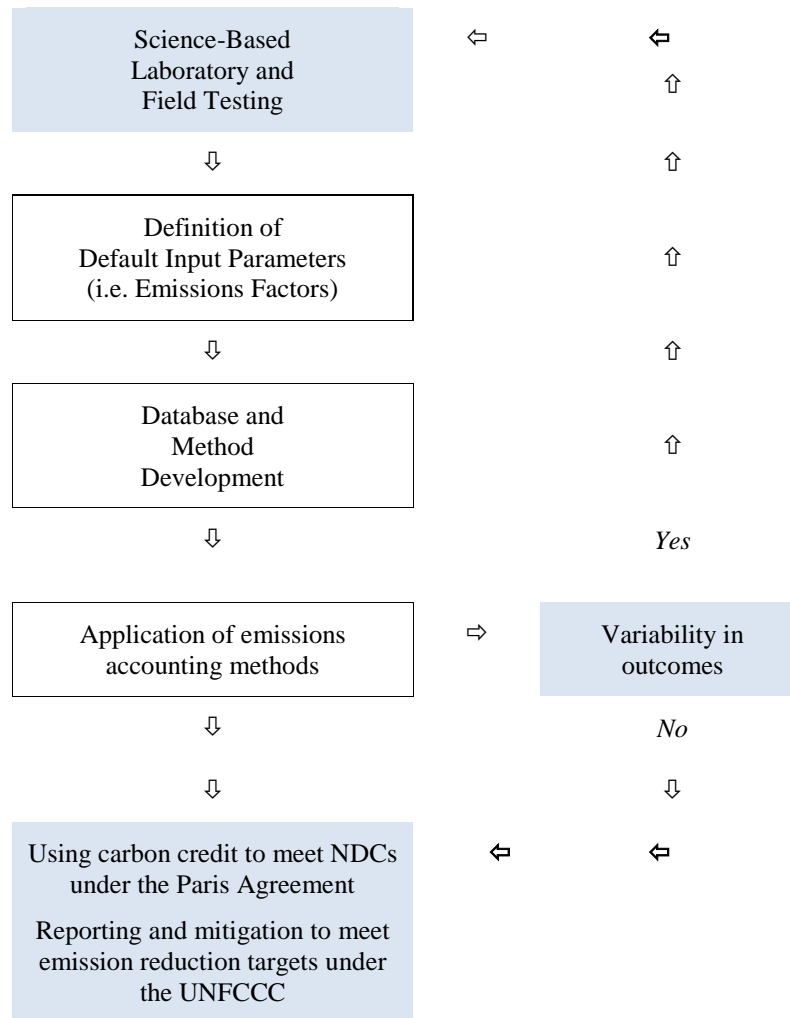 Science-Based
Laboratory and
Field Testing
Definition of
Default Input Parameters
(i.e. Emissions Factors)
Database and
Method
Development
Yes
Application of emissions
accounting methods
Variability in
outcomes
No
Using carbon credit to meet NDCs
under the Paris Agreement
Reporting and mitigation to meet
emission reduction targets under
the UNFCCC